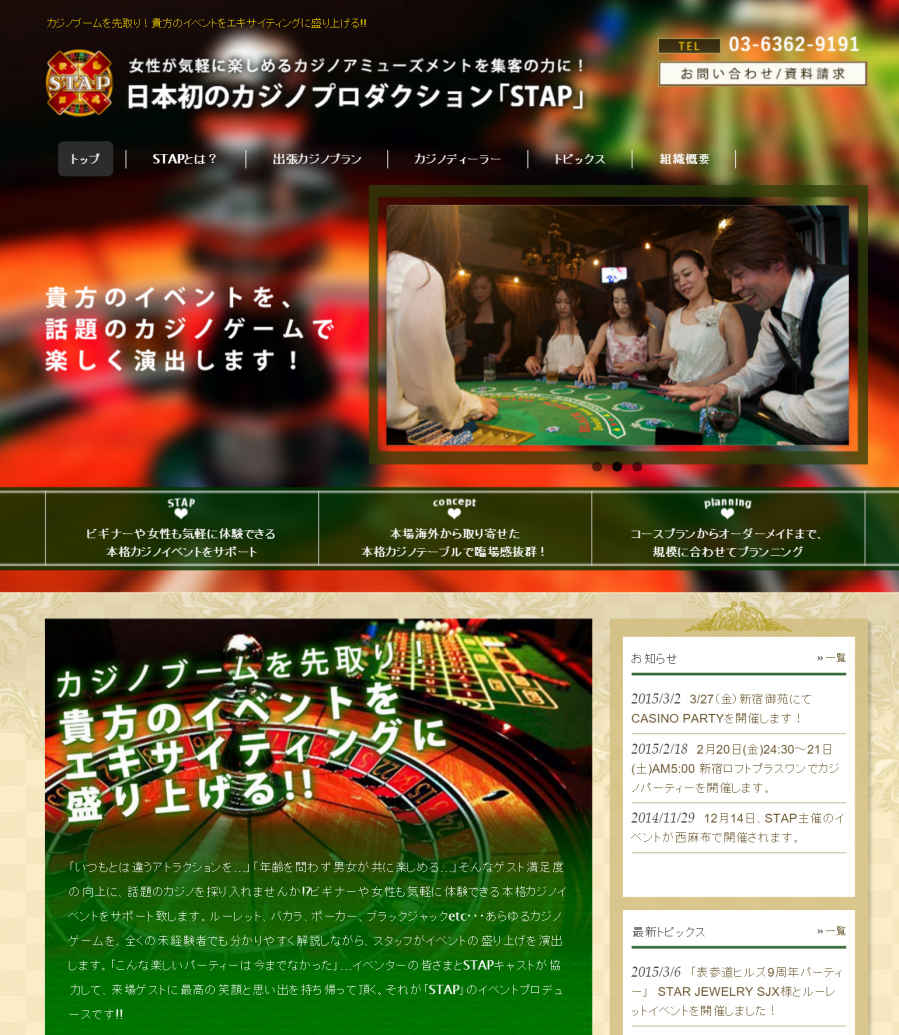 カジノブームを先取り！貴方のイベントをエキサイティングに盛り上げる!!
TEL 03-6362-9191
お問い合わせ/資料請求
STAP
女性が気軽に楽しめるカジノアミューズメントを集客の力に！
日本初のカジノプロダクション「STAP」
トップ
STAPとは？
出張カジノプラン
カジノディーラー
トピックス
組織概要
貴方のイベントを、
話題のカジノゲームで
楽しく演出します！
STAP
ビギナーや女性も気軽に体験できる
本格カジノイベントをサポート
concept
本場海外から取り寄せた
本格カジノテーブルで臨場感抜群！
planning
コースプランからオーダーメイドまで、
規模に合わせてプランニング
カジノブームを先取り！
貴方のイベントを
エキサイティングに
盛り上げる!!
「いつもとは違うアトラクションを…」「年齢を問わず男女が共に楽しめる…」そんなゲスト満足度
の向上に、話題のカジノを採り入れませんか!?ビギナーや女性も気軽に体験できる本格カジノイ
ベントをサポート致します。ルーレット、バカラ、ポーカー、ブラックジャックetc･･･あらゆるカジノ
ゲームを、全くの未経験者でも分かりやすく解説しながら、スタッフがイベントの盛り上げを演出
します。「こんな楽しいパーティーは今までなかった」…イベンターの皆さまとSTAPキャストが協
力して、来場ゲストに最高の笑顔と思い出を持ち帰って頂く。それが「STAP」のイベントプロデュ
ースです!!
お知らせ
»一覧
2015/3/2 3/27（金）新宿御苑にて
CASINO PARTYを開催します！
2015/2/18 2月20日(金)24:30～21日
(土)AM5:00 新宿ロフトプラスワンでカジ
ノパーティーを開催します。
2014/11/29 12月14日、STAP主催のイ
ベントが西麻布で開催されます。
最新トピックス
»一覧
2015/3/6 「表参道ヒルズ9周年パーティ
ー」 STAR JEWELRY SJX様とルーレ
ットイベントを開催しました！